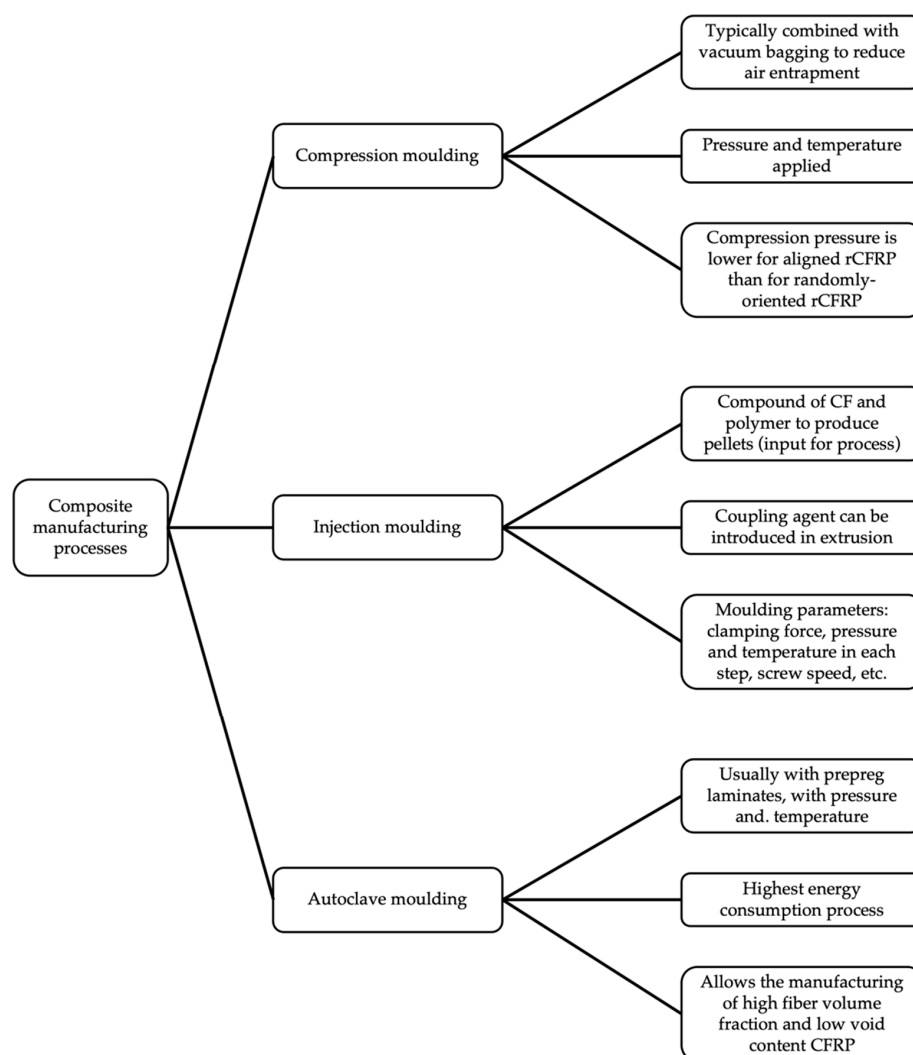 Typically combined with
vacuum bagging to reduce
air entrapment
Compression moulding
Pressure and temperature
applied
Compression pressure is
lower for aligned rCFRP
than for randomly-
oriented rCFRP
Compound of CF and
polymer to produce
pellets (input for process)
Composite
manufacturing
processes
Injection moulding
Coupling agent can be
introduced in extrusion
Moulding parameters:
clamping force, pressure
and temperature in each
step, screw speed, etc.
Usually with prepreg
laminates, with pressure
and. temperature
Autoclave moulding
Highest energy
consumption process
Allows the manufacturing
of high fiber volume
fraction and low void
content CFRP